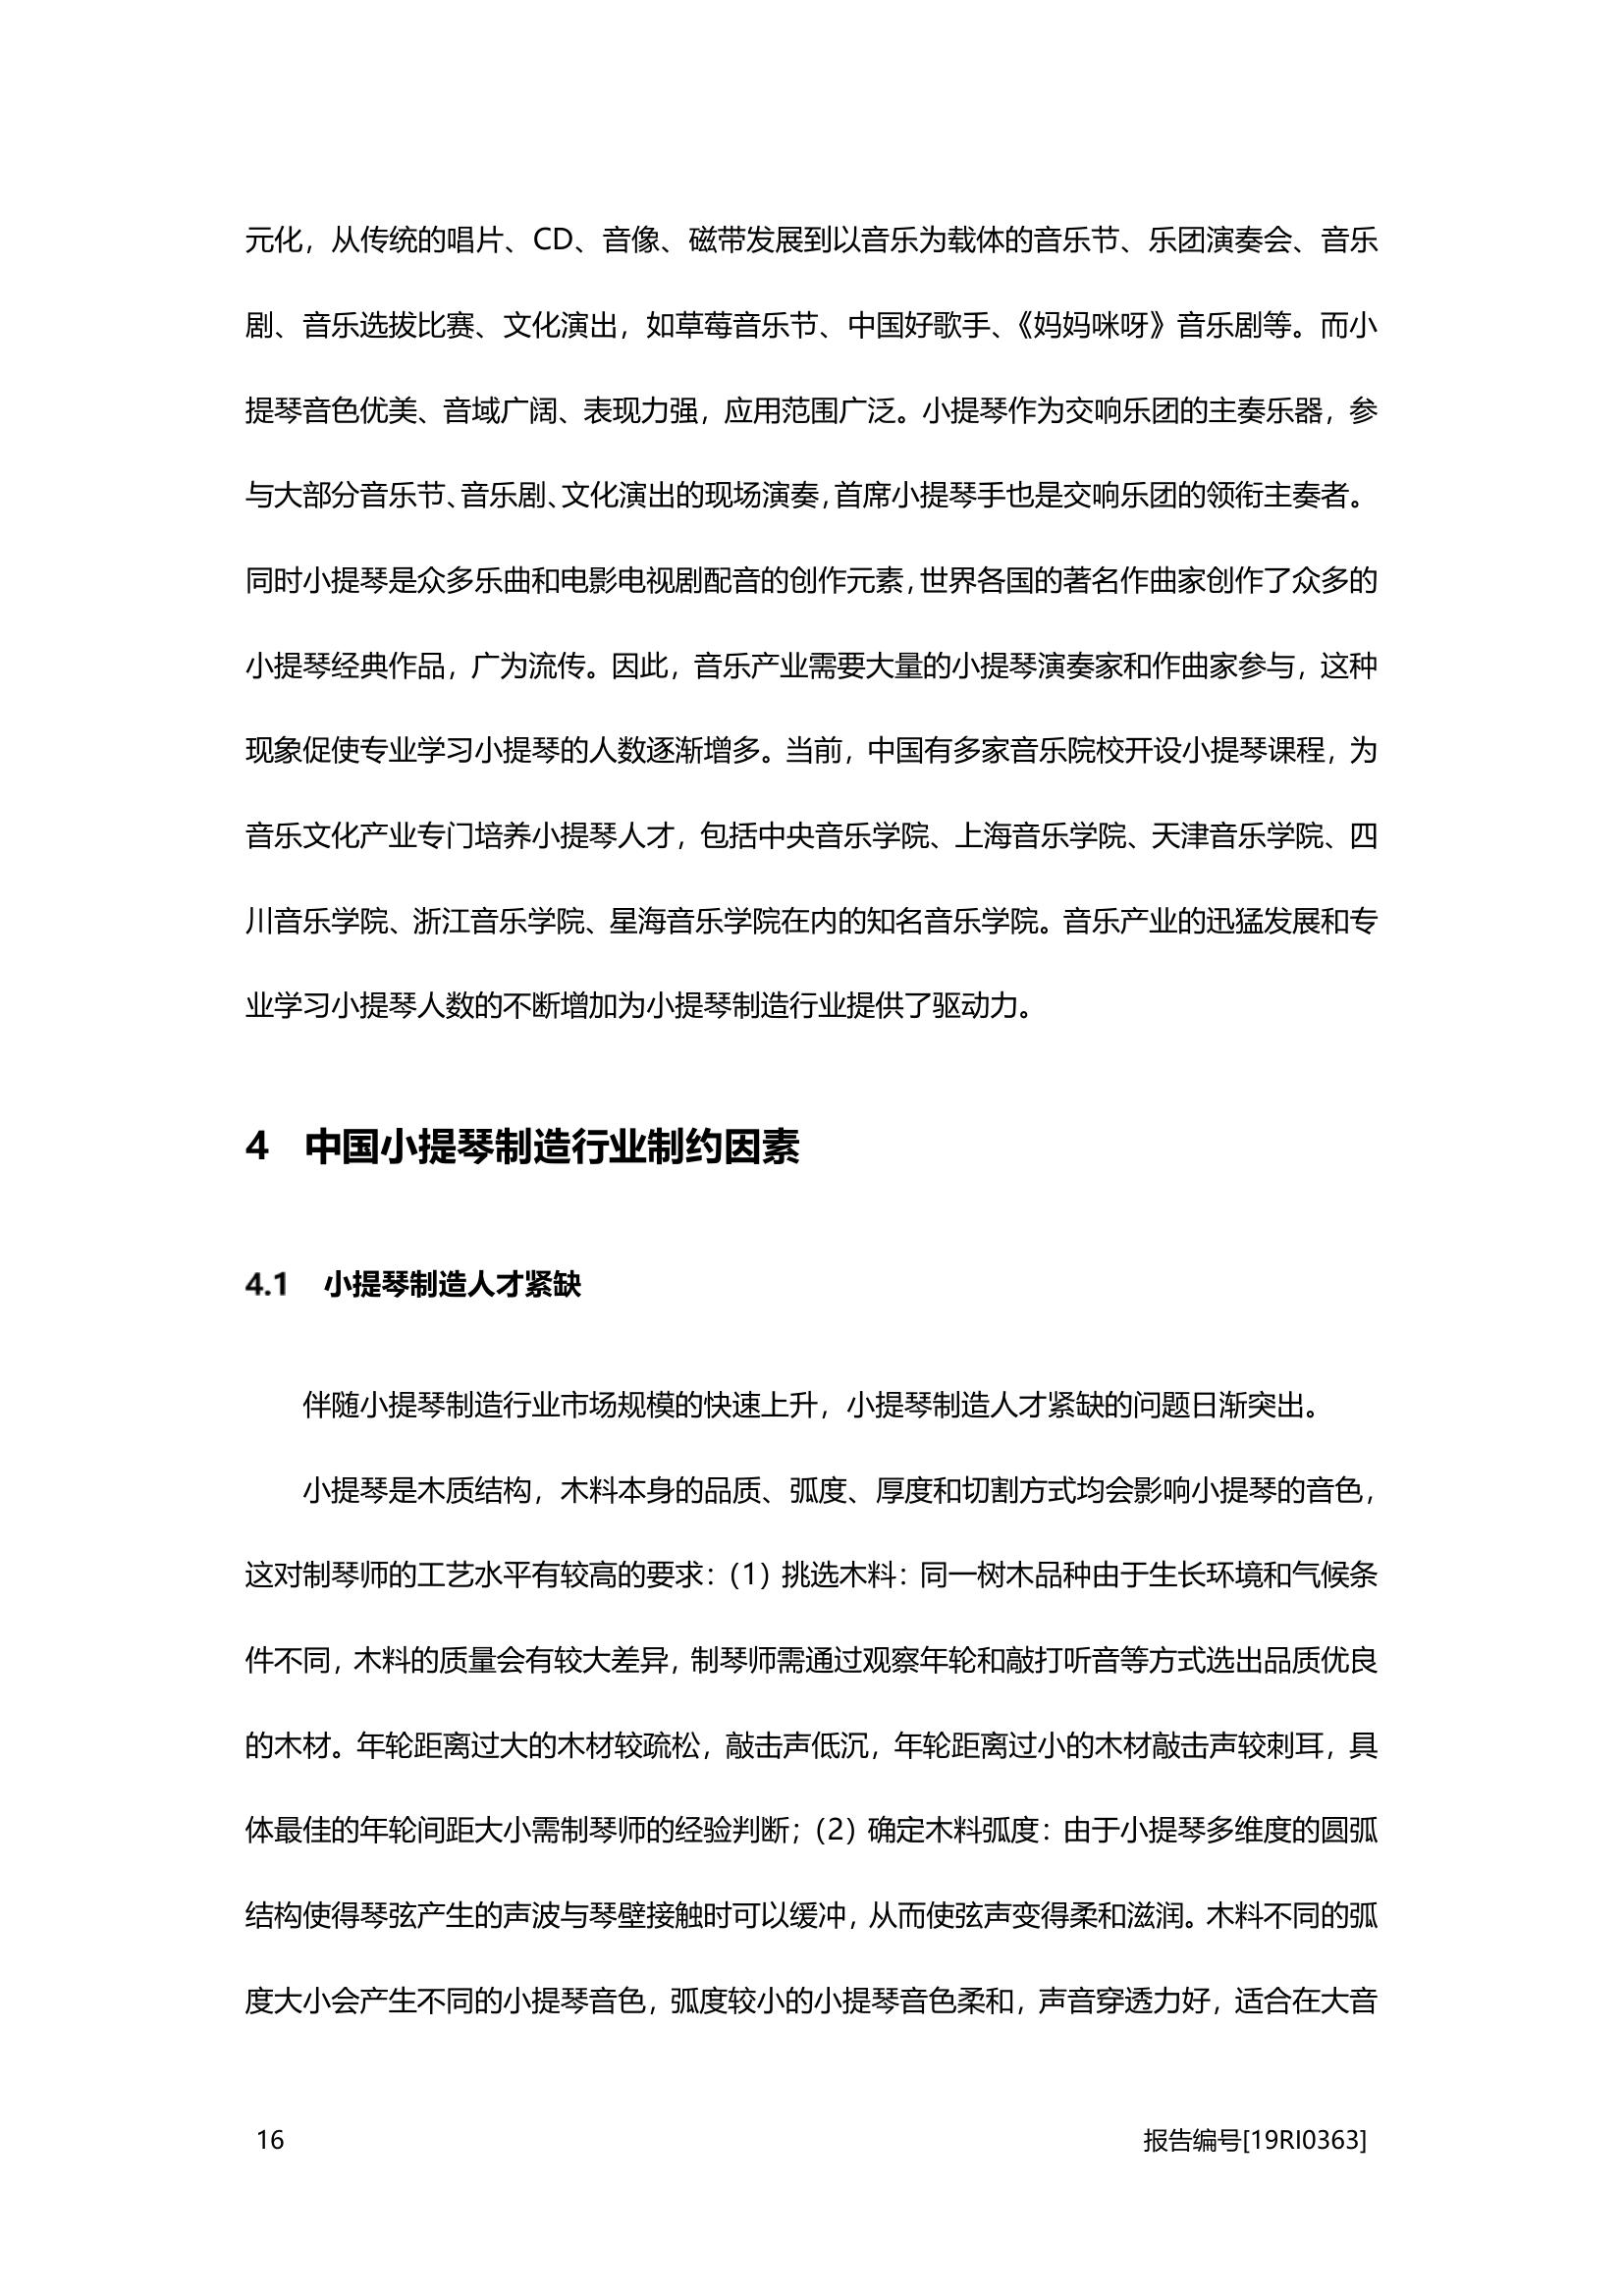 元化，从传统的唱片、CD、音像、磁带发展到以音乐为载体的音乐节、乐团演奏会、音乐
剧、音乐选拔比赛、文化演出，如草莓音乐节、中国好歌手、《妈妈咪呀》音乐剧等。而小
提琴音色优美、音域广阔、表现力强，应用范围广泛。小提琴作为交响乐团的主奏乐器，参
与大部分音乐节、音乐剧、文化演出的现场演奏，首席小提琴手也是交响乐团的领衔主奏者。
同时小提琴是众多乐曲和电影电视剧配音的创作元素，世界各国的著名作曲家创作了众多的
小提琴经典作品，广为流传。因此，音乐产业需要大量的小提琴演奏家和作曲家参与，这种
现象促使专业学习小提琴的人数逐渐增多。当前，中国有多家音乐院校开设小提琴课程，为
音乐文化产业专门培养小提琴人才，包括中央音乐学院、上海音乐学院、天津音乐学院、四
川音乐学院、浙江音乐学院、星海音乐学院在内的知名音乐学院。音乐产业的迅猛发展和专
业学习小提琴人数的不断增加为小提琴制造行业提供了驱动力。
4 中国小提琴制造行业制约因素
4.1 小提琴制造人才紧缺
伴随小提琴制造行业市场规模的快速上升，小提琴制造人才紧缺的问题日渐突出。
小提琴是木质结构，木料本身的品质、弧度、厚度和切割方式均会影响小提琴的音色，
这对制琴师的工艺水平有较高的要求：（1）挑选木料：同一树木品种由于生长环境和气候条
件不同，木料的质量会有较大差异，制琴师需通过观察年轮和敲打听音等方式选出品质优良
的木材。年轮距离过大的木材较疏松，敲击声低沉，年轮距离过小的木材敲击声较刺耳，具
体最佳的年轮间距大小需制琴师的经验判断；（2）确定木料弧度：由于小提琴多维度的圆弧
结构使得琴弦产生的声波与琴壁接触时可以缓冲，从而使弦声变得柔和滋润。木料不同的弧
度大小会产生不同的小提琴音色，弧度较小的小提琴音色柔和，声音穿透力好，适合在大音
16
报告编号[19RI0363]